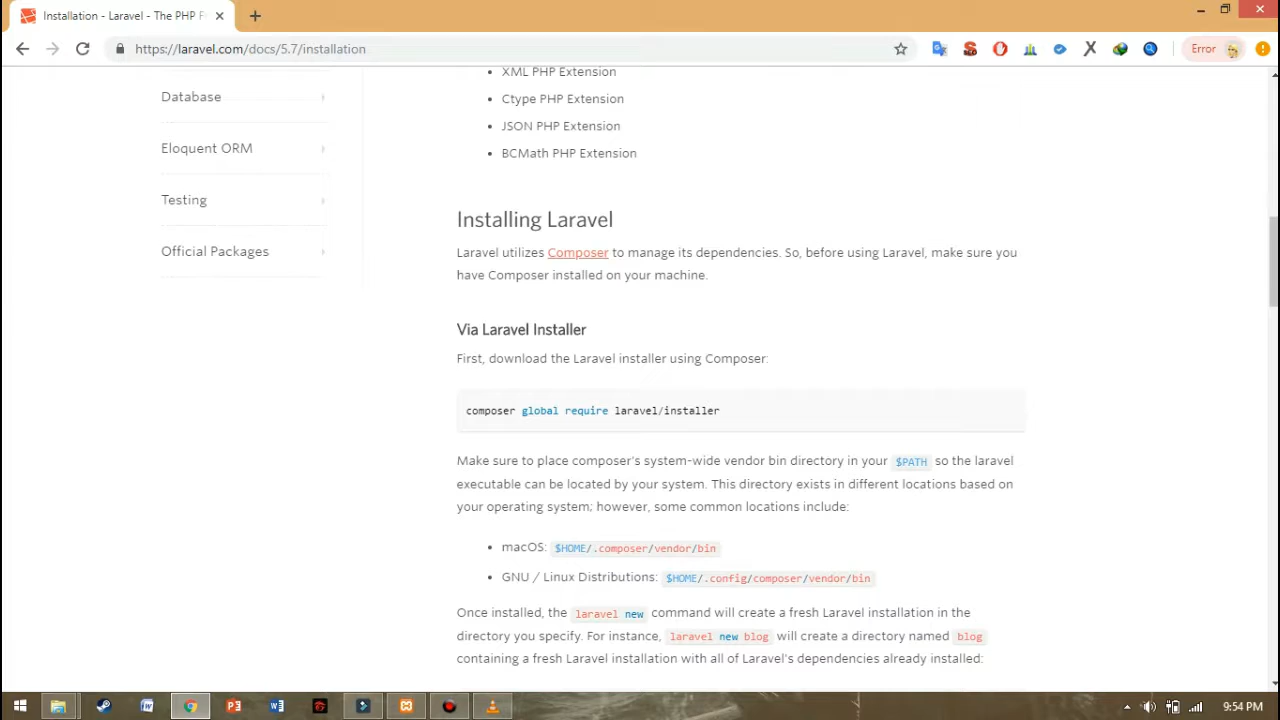 Installation - Laravel - The PHP F
https://laravel.com/docs/5.7/installation
Error
Database
Eloquent ORM
Testing
Official Packages
XML PHP Extension
Ctype PHP Extension
JSON PHP Extension
BCMath PHP Extension
Installing Laravel
Laravel utilizes Composer to manage its dependencies. So, before using Laravel, make sure you
have Composer installed on your machine.
Via Laravel Installer
First, download the Laravel installer using Composer:
composer global require laravel/installer
Make sure to place composer's system-wide vendor bin directory in your $PATH so the laravel
executable can be located by your system. This directory exists in different locations based on
your operating system; however, some common locations include:
macOS: $HOME/.composer/vendor/bin
GNU / Linux Distributions: $HOME/.config/composer/vendor/bin
Once installed, the laravel new command will create a fresh Laravel installation in the
directory you specify. For instance, laravel new blog will create a directory named blog
containing a fresh Laravel installation with all of Laravel's dependencies already installed:
9:54 PM